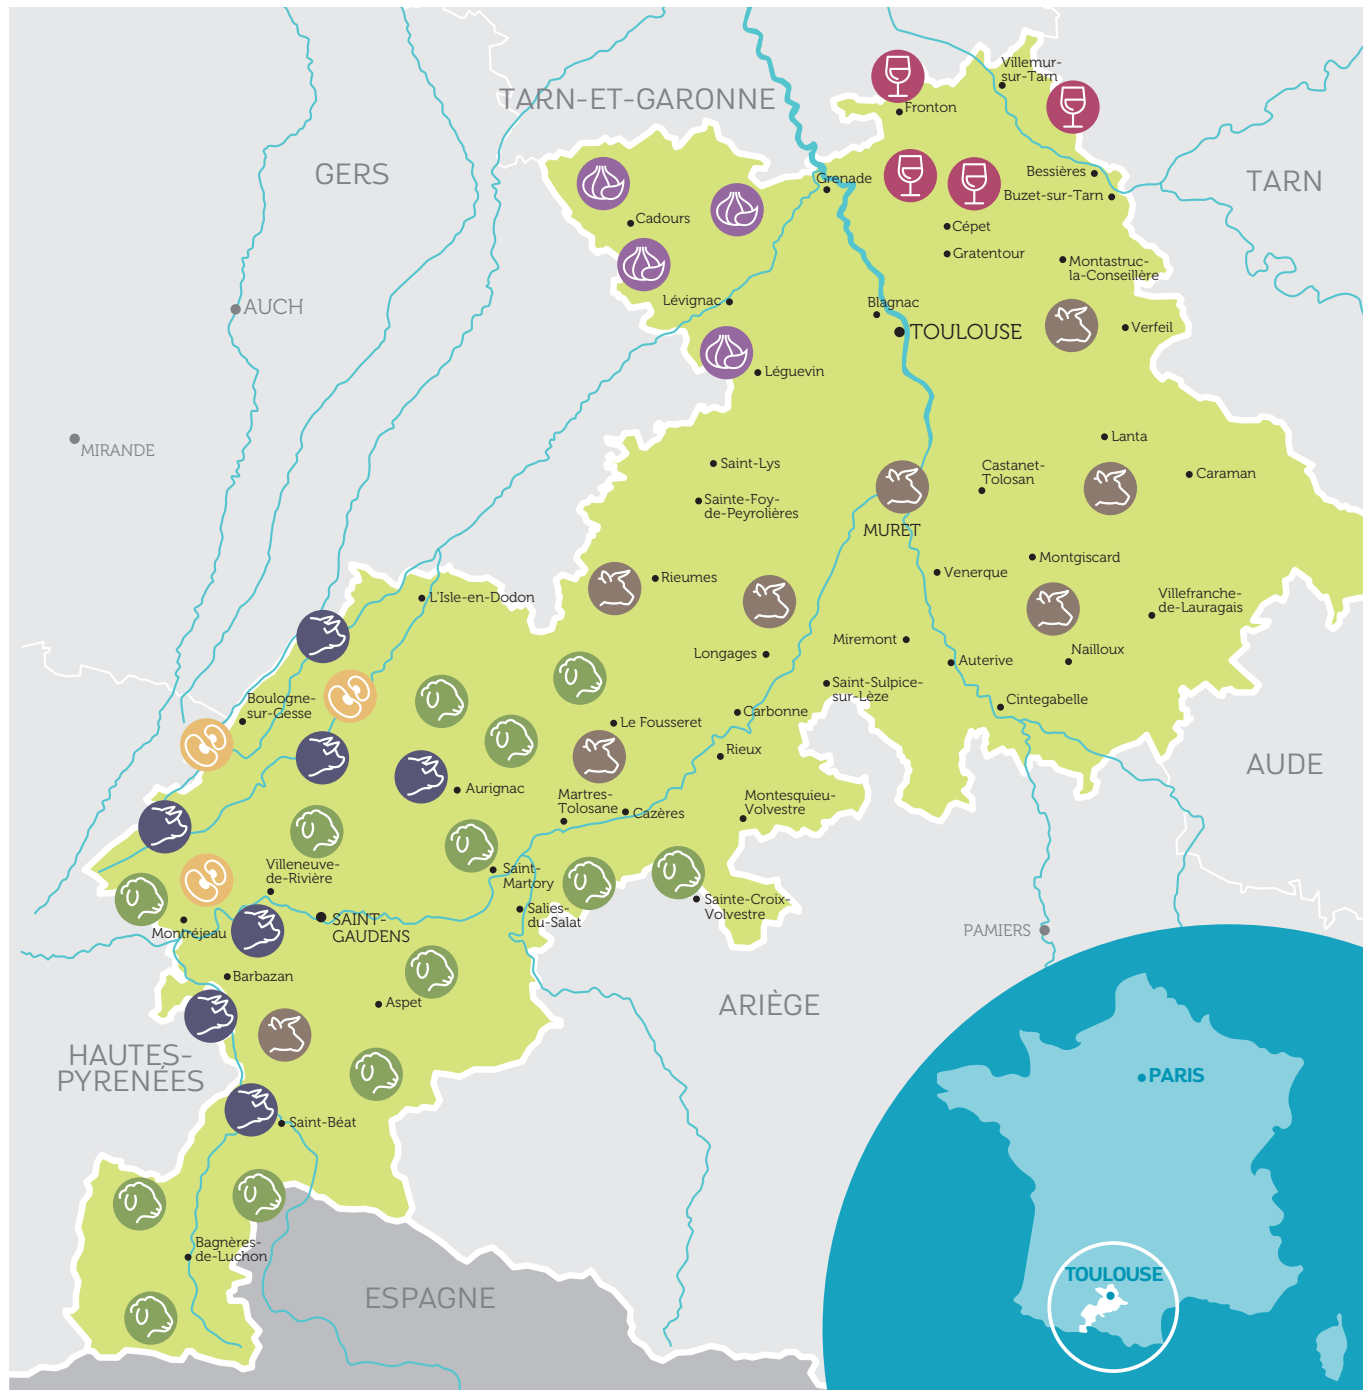 Villemur-
sur-Tarn
TARN-ET-GARONNE
Fronton
GERS
Grenade
Bessières
TARN
Buzet-sur-Tarn
Cadours
Cépet
Gratentour
Montastruc-
la-Conseillère
Lévignac
Blagnac
AUCH
TOULOUSE
Verfeil
Léguevin
MIRANDE
Lanta
Saint-Lys
Castanet-
Tolosan
Caraman
Sainte-Foy-
de-Peyrolières
MURET
Montgiscard
Venerque
Rieumes
L'Isle-en-Dodon
Villefranche-
de-Lauragais
Miremont
Longages
Auterive
Nailloux
Saint-Sulpice-
sur-Lèze
Boulogne-
sur-Gesse
Carbonne
Cintegabelle
Le Fousseret
Rieux
AUDE
Aurignac
Martres-
Tolosane
Cazères
Montesquieu-
Volvestre
Villeneuve-
de-Rivière
Saint-
Martory
Sainte-Croix-
Volvestre
Salies-
du-Salat
SAINT-
GAUDENS
Montréjeau
PAMIERS
Barbazan
Aspet
ARIÈGE
HAUTES-
PYRENÉES
PARIS
Saint-Béat
Bagnères-
de-Luchon
TOULOUSE
ESPAGNE